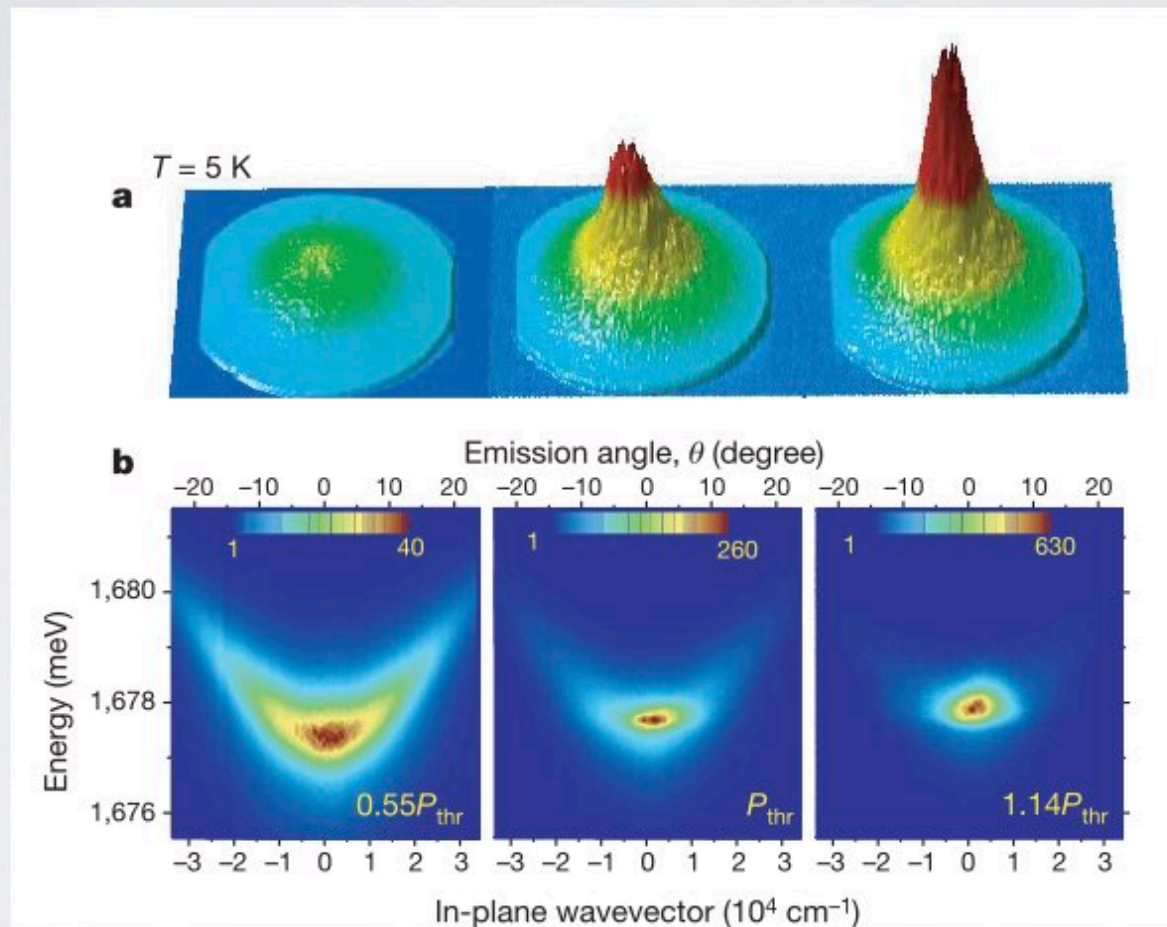 T = 5 K
a
b
Emission angle, θ (degree)
–20 –10 0 10 20 –20 –10 0 10 20 –20 –10 0 10 20
1 40 1 260 1 630
1,680
1,678
1,676
Energy (meV)
0.55Pthr Pthr 1.14Pthr
–3 –2 –1 0 1 2 3 –3 –2 –1 0 1 2 3 –3 –2 –1 0 1 2 3
In-plane wavevector (10⁴ cm⁻¹)